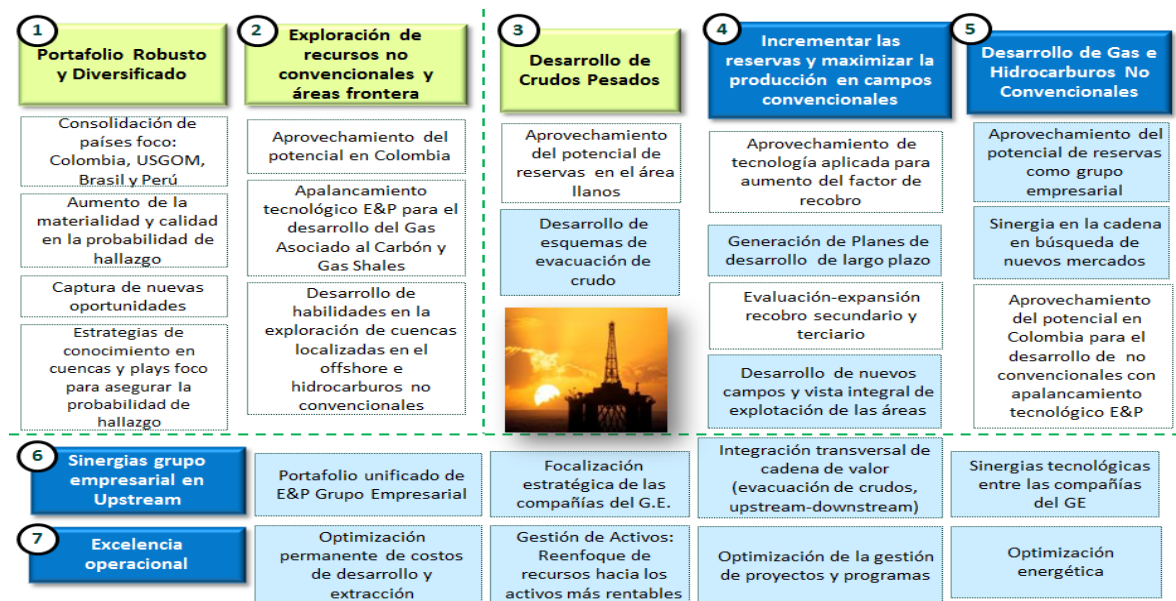 1
Portafolio Robusto
y Diversificado
Consolidación de
países foco:
Colombia, USGOM,
Brasil y Perú
Aumento de la
materialidad y calidad
en la probabilidad de
hallazgo
Captura de nuevas
oportunidades
Estrategias de
conocimiento en
cuencas y plays foco
para asegurar la
probabilidad de
hallazgo
2
Exploración de
recursos no
convencionales y
áreas frontera
Aprovechamiento del
potencial en Colombia
Apalancamiento
tecnológico E&P para el
desarrollo del Gas
Asociado al Carbón y
Gas Shales
Desarrollo de
habilidades en la
exploración de cuencas
localizadas en el
offshore e
hidrocarburos no
convencionales
3
Desarrollo de
Crudos Pesados
Aprovechamiento
del potencial de
reservas en el área
llanos
Desarrollo de
esquemas de
evacuación de
crudo
4
Incrementar las
reservas y maximizar la
producción en campos
convencionales
Aprovechamiento de
tecnología aplicada para
aumento del factor de
recobro
Generación de Planes de
desarrollo de largo plazo
Evaluación-expansión
recobro secundario y
terciario
Desarrollo de nuevos
campos y vista integral de
explotación de las áreas
5
Desarrollo de Gas e
Hidrocarburos No
Convencionales
Aprovechamiento del
potencial de reservas
como grupo
empresarial
Sinergia en la cadena
en búsqueda de
nuevos mercados
Aprovechamiento
del potencial en
Colombia para el
desarrollo de no
convencionales con
apalancamiento
tecnológico E&P
6
Sinergias grupo
empresarial en
Upstream
Portafolio unificado de
E&P Grupo Empresarial
Focalización
estratégica de las
compañías del G.E.
Integración transversal de
cadena de valor
(evacuación de crudos,
upstream-downstream)
Sinergias tecnológicas
entre las compañías
del GE
7
Excelencia
operacional
Optimización
permanente de costos
de desarrollo y
extracción
Gestión de Activos:
Reenfoque de
recursos hacia los
activos más rentables
Optimización de la gestión
de proyectos y programas
Optimización
energética